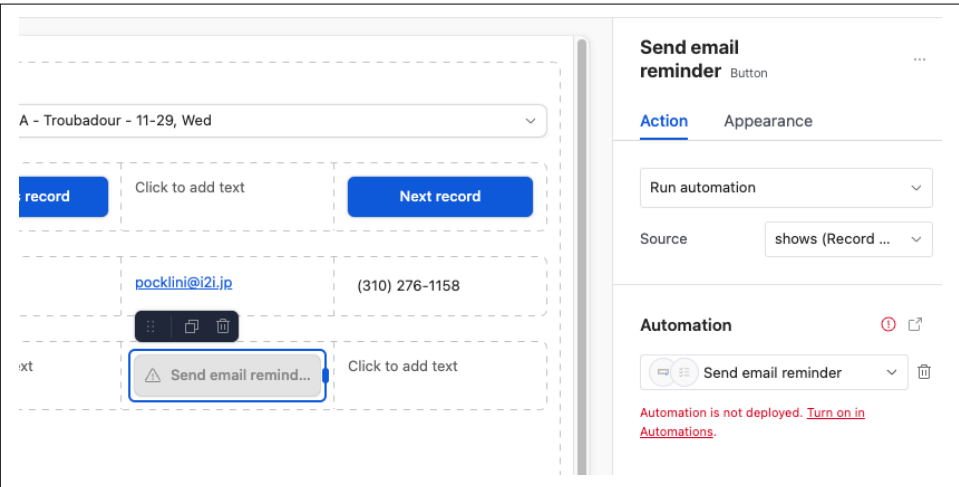 A - Troubadour - 11-29, Wed
record
Click to add text
Next record
pocklini@i2i.jp
(310) 276-1158
Send email remind...
Click to add text
Send email
reminder Button
Action Appearance
Run automation
Source shows (Record ...
Automation
Send email reminder
Automation is not deployed. Turn on in
Automations.